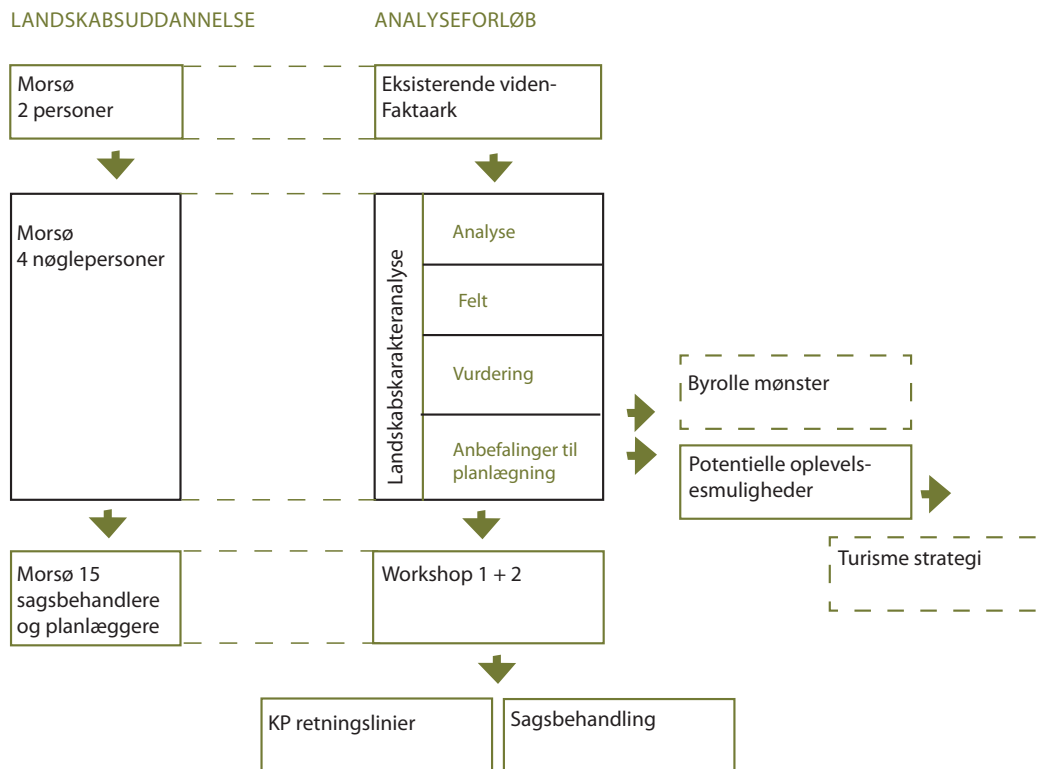 LANDSKABSUDDANNELSE
ANALYSEFORLØB
Morsø
2 personer
Eksisterende viden-
Faktaark
Morsø
4 nøglepersoner
Landskabskarakteranalyse
Analyse
Felt
Vurdering
Anbefalinger til
planlægning
Byrolle mønster
Potentielle oplevels-
esmuligheder
Turisme strategi
Morsø 15
sagsbehandlere
og planlæggere
Workshop 1 + 2
KP retningslinier
Sagsbehandling